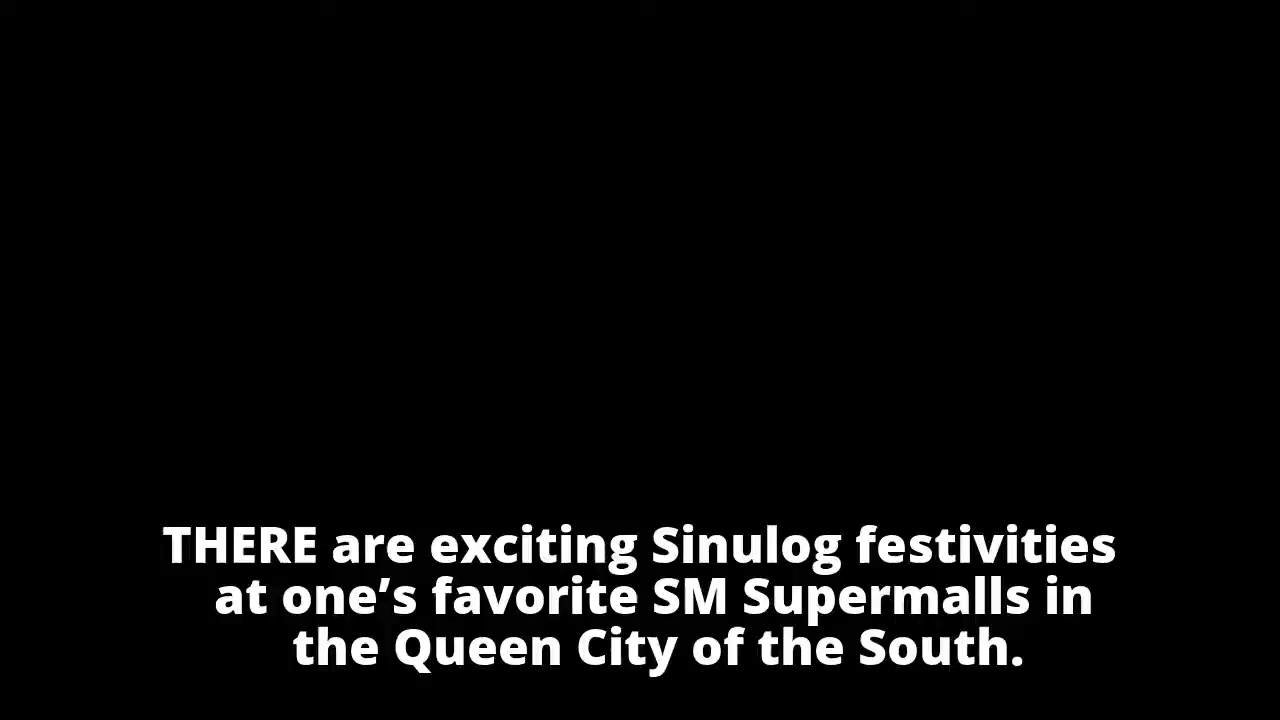 THERE are exciting Sinulog festivities
at one’s favorite SM Supermalls in
the Queen City of the South.